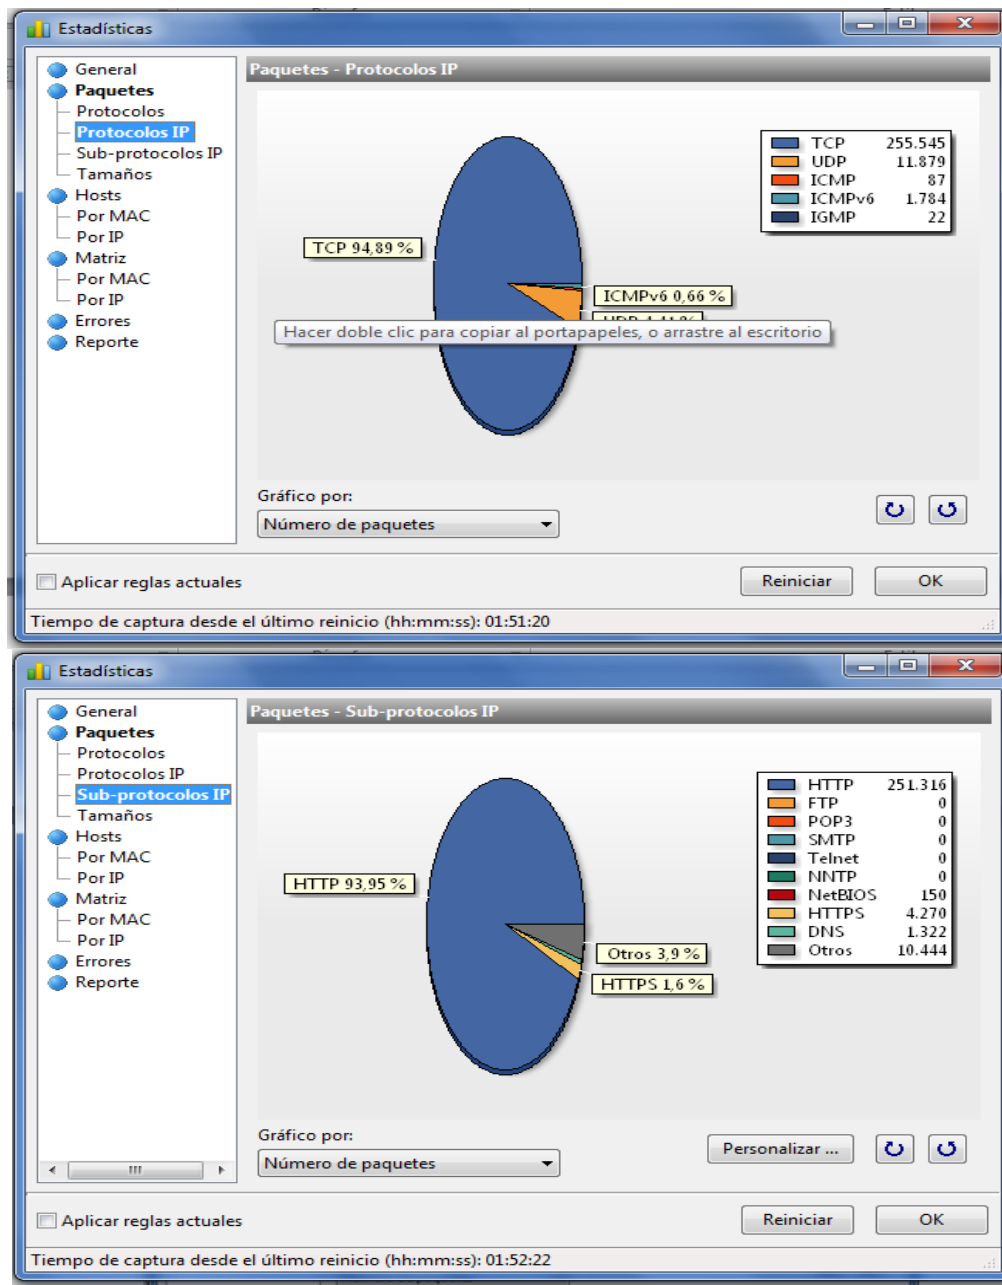 Estadísticas
General
Paquetes
Protocolos
Protocolos IP
Sub-protocolos IP
Tamaños
Hosts
Por MAC
Por IP
Matriz
Por MAC
Por IP
Errores
Reporte
Paquetes - Protocolos IP
TCP 94,89 %
ICMPv6 0,66 %
Hacer doble clic para copiar al portapapeles, o arrastre al escritorio
TCP 255.545
UDP 11.879
ICMP 87
ICMPv6 1.784
IGMP 22
Gráfico por:
Número de paquetes
Aplicar reglas actuales
Reiniciar
OK
Tiempo de captura desde el último reinicio (hh:mm:ss): 01:51:20
Estadísticas
General
Paquetes
Protocolos
Protocolos IP
Sub-protocolos IP
Tamaños
Hosts
Por MAC
Por IP
Matriz
Por MAC
Por IP
Errores
Reporte
Paquetes - Sub-protocolos IP
HTTP 93,95 %
Otros 3,9 %
HTTPS 1,6 %
HTTP 251.316
FTP 0
POP3 0
SMTP 0
Telnet 0
NNTP 0
NetBIOS 150
HTTPS 4.270
DNS 1.322
Otros 10.444
Gráfico por:
Número de paquetes
Personalizar ...
Aplicar reglas actuales
Reiniciar
OK
Tiempo de captura desde el último reinicio (hh:mm:ss): 01:52:22